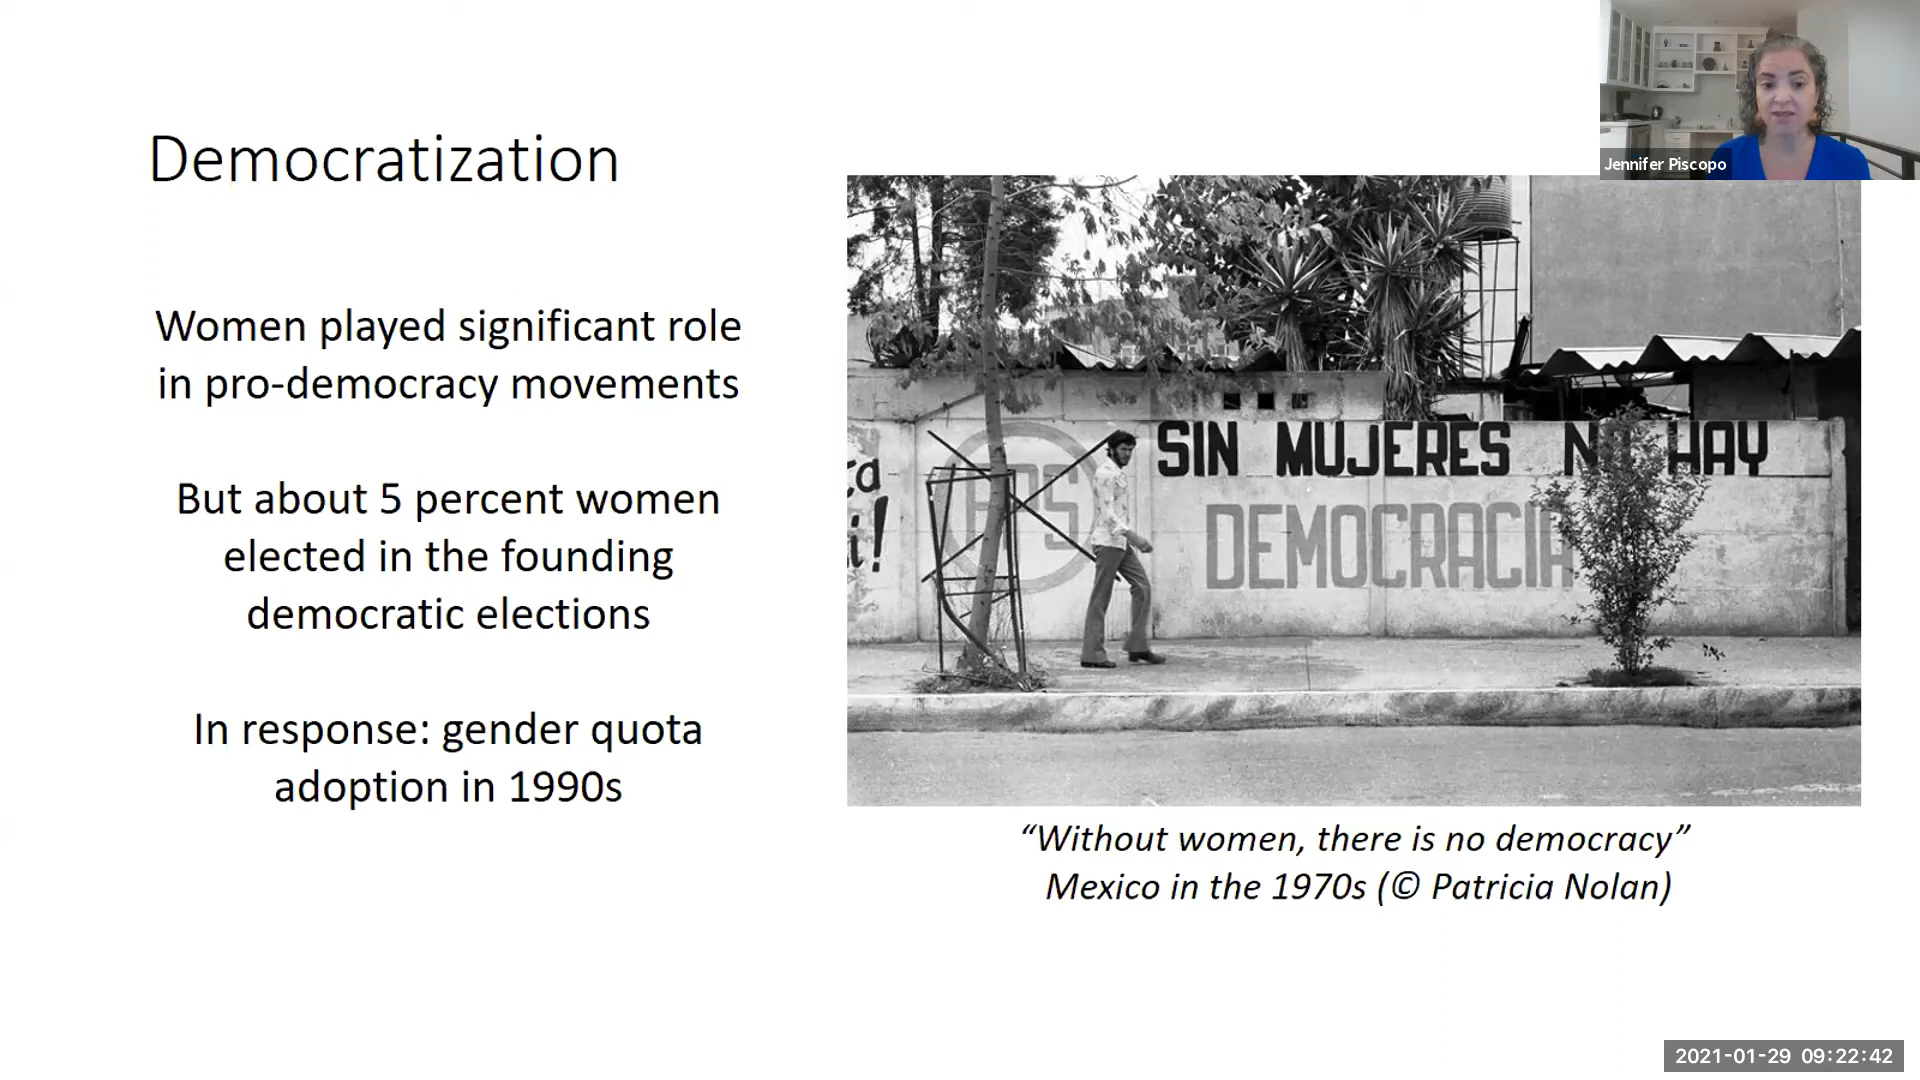 Jennifer Piscopo
Democratization
Women played significant role
in pro-democracy movements
But about 5 percent women
elected in the founding
democratic elections
In response: gender quota
adoption in 1990s
SIN MUJERES NO HAY
DEMOCRACIA
“Without women, there is no democracy”
Mexico in the 1970s (© Patricia Nolan)
2021-01-29 09:22:42